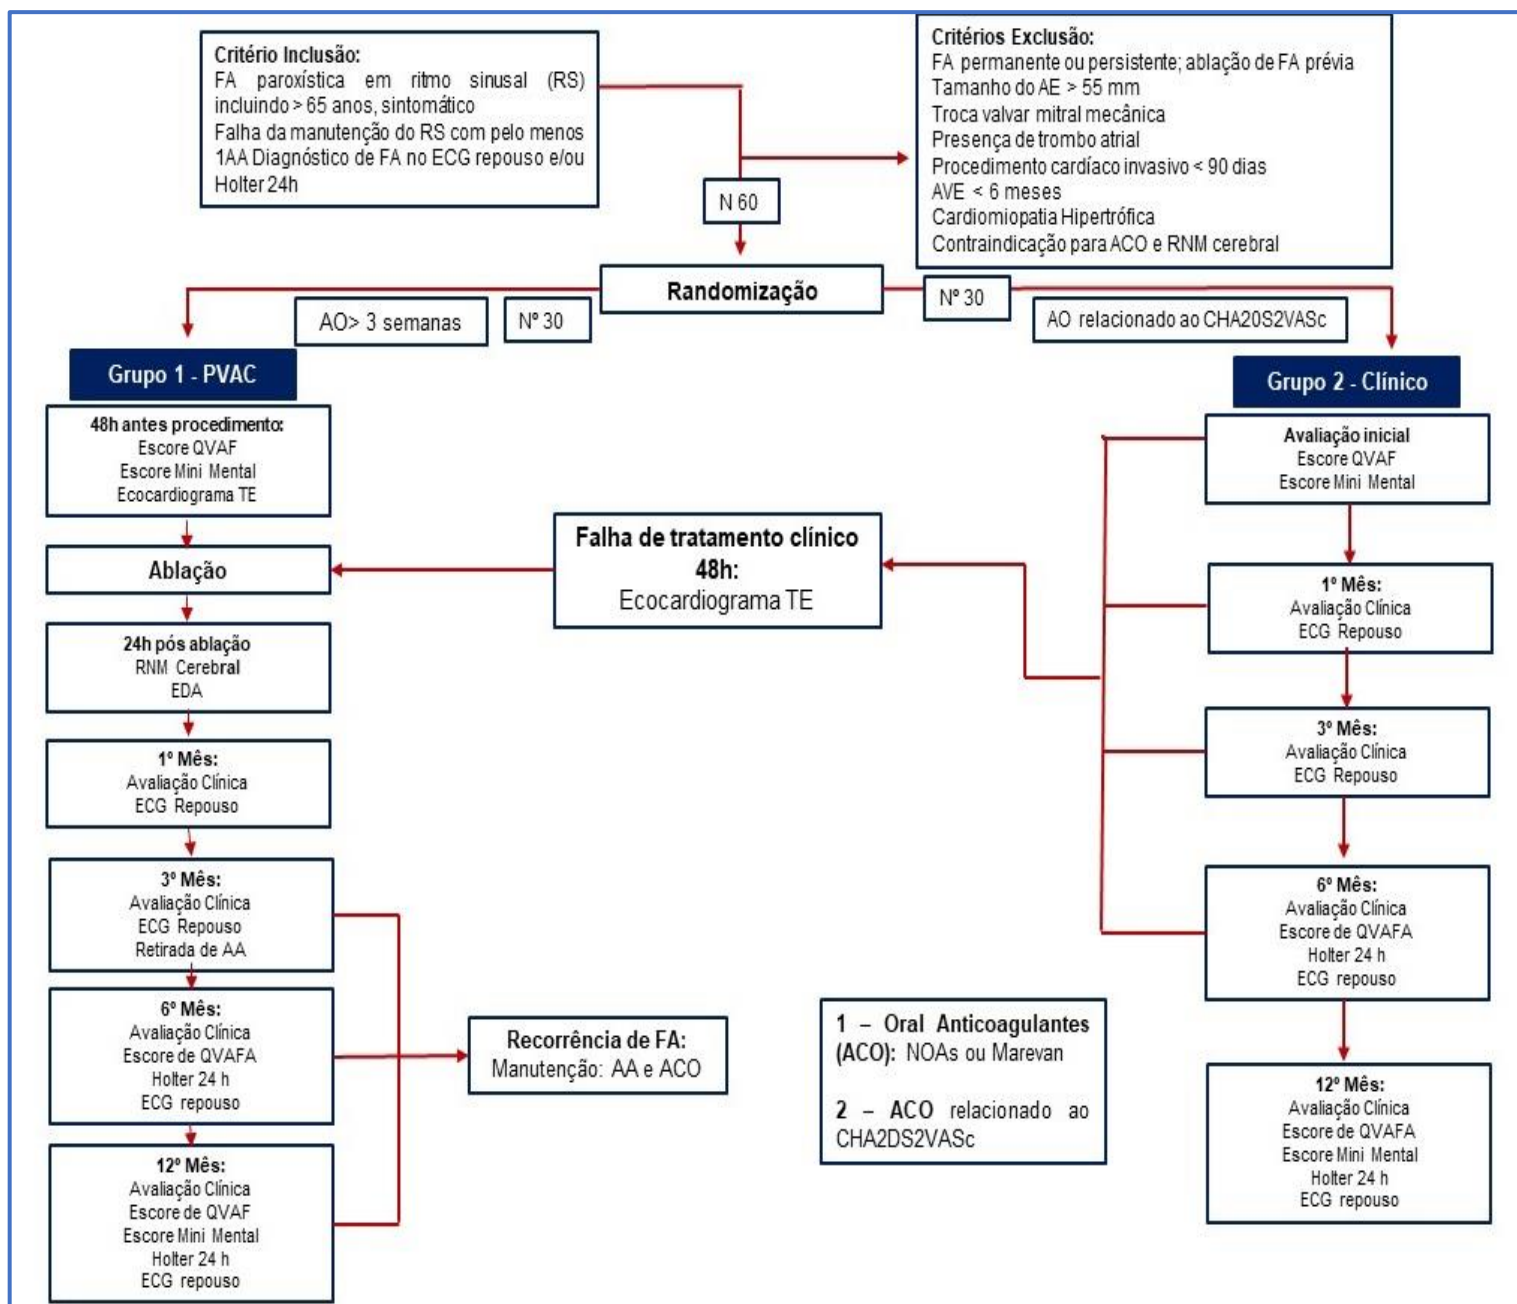 Critério Inclusão:
FA paroxística em ritmo sinusal (RS)
incluindo > 65 anos, sintomático
Falha da manutenção do RS com pelo menos
1AA Diagnóstico de FA no ECG repouso e/ou
Holter 24h
Critérios Exclusão:
FA permanente ou persistente; ablação de FA prévia
Tamanho do AE > 55 mm
Troca valvar mitral mecânica
Presença de trombo atrial
Procedimento cardíaco invasivo < 90 dias
AVE < 6 meses
Cardiomiopatia Hipertrófica
Contraindicação para ACO e RNM cerebral
N 60
Randomização
AO> 3 semanas
Nº 30
Nº 30
AO relacionado ao CHA20S2VASc
Grupo 1 - PVAC
48h antes procedimento:
Escore QVAF
Escore Mini Mental
Ecocardiograma TE
Ablação
24h pós ablação
RNM Cerebral
EDA
1º Mês:
Avaliação Clínica
ECG Repouso
3º Mês:
Avaliação Clínica
ECG Repouso
Retirada de AA
6º Mês:
Avaliação Clínica
Escore de QVAFA
Holter 24 h
ECG repouso
12º Mês:
Avaliação Clínica
Escore de QVAF
Escore Mini Mental
Holter 24 h
ECG repouso
Falha de tratamento clínico
48h:
Ecocardiograma TE
Recorrência de FA:
Manutenção: AA e ACO
1 – Oral Anticoagulantes
(ACO): NOAs ou Marevan
2 – ACO relacionado ao
CHA2DS2VASc
Grupo 2 - Clínico
Avaliação inicial
Escore QVAF
Escore Mini Mental
1º Mês:
Avaliação Clínica
ECG Repouso
3º Mês:
Avaliação Clínica
ECG Repouso
6º Mês:
Avaliação Clínica
Escore de QVAFA
Holter 24 h
ECG repouso
12º Mês:
Avaliação Clínica
Escore de QVAFA
Escore Mini Mental
Holter 24 h
ECG repouso